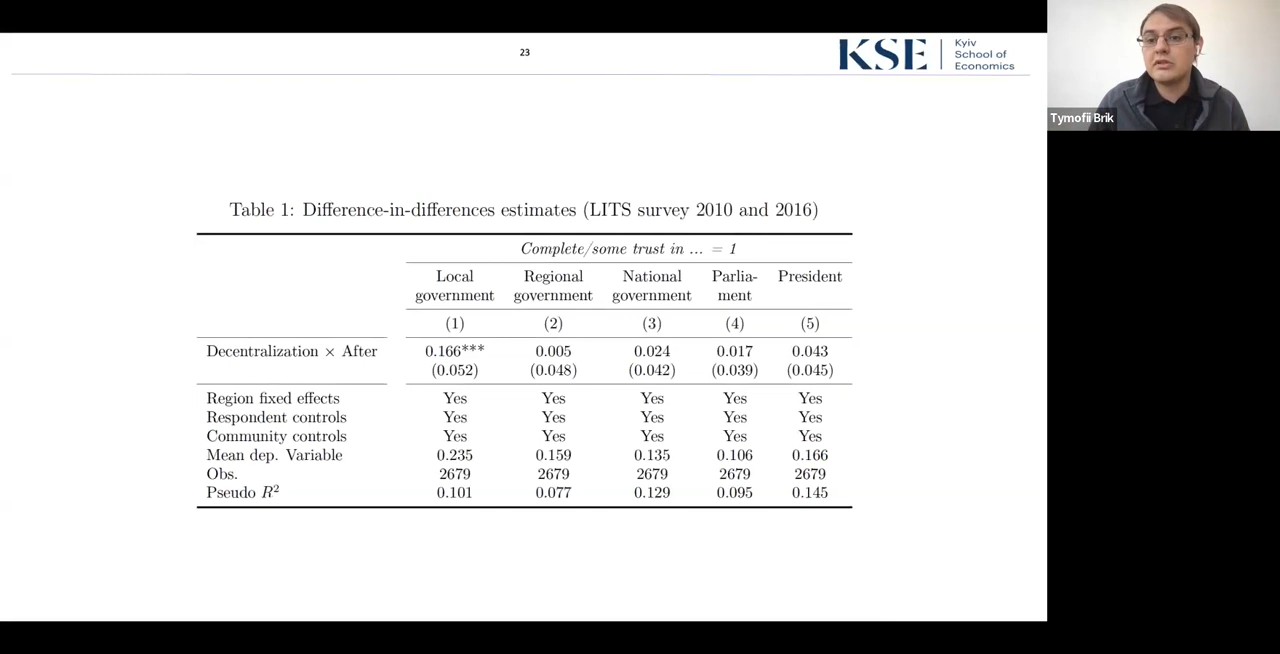 23
KSE
Kyiv
School of
Economics
Tymofii Brik
Table 1: Difference-in-differences estimates (LITS survey 2010 and 2016)
Complete/some trust in ... = 1
Local Regional National Parlia- President
government government government ment
(1) (2) (3) (4) (5)
Decentralization × After 0.166*** 0.005 0.024 0.017 0.043
(0.052) (0.048) (0.042) (0.039) (0.045)
Region fixed effects Yes Yes Yes Yes Yes
Respondent controls Yes Yes Yes Yes Yes
Community controls Yes Yes Yes Yes Yes
Mean dep. Variable 0.235 0.159 0.135 0.106 0.166
Obs. 2679 2679 2679 2679 2679
Pseudo R² 0.101 0.077 0.129 0.095 0.145